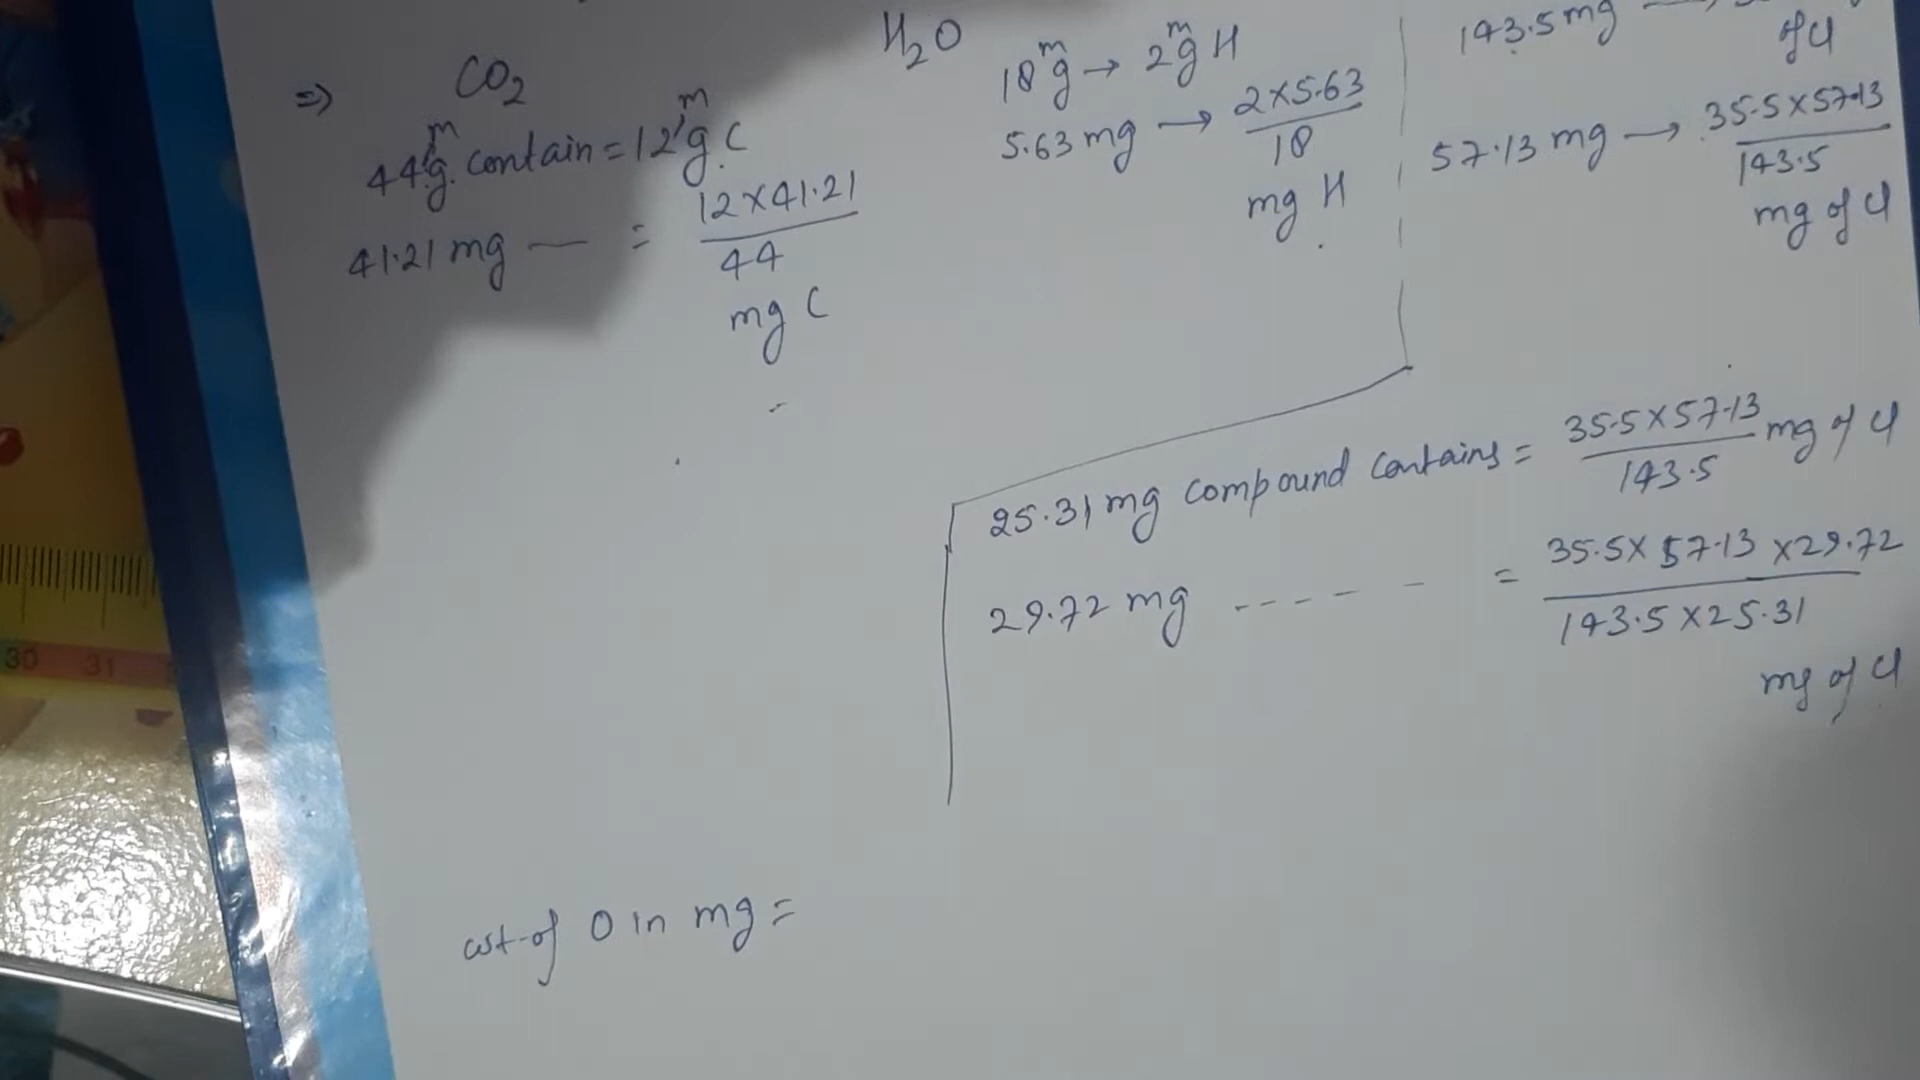 ⇒ CO2
44 mg contain = 12 mg C
41.21 mg — = 12×41.21
44
mg C
H2O
18 mg → 2 mg H
5.63 mg → 2×5.63
18
mg H
143.5 mg →
of Cl
57.13 mg → 35.5×57.13
143.5
mg of Cl
25.31 mg compound contains = 35.5×57.13 mg of Cl
143.5
29.72 mg ----- - = 35.5×57.13×29.72
143.5×25.31
mg of Cl
wt. of O in mg =
30 31